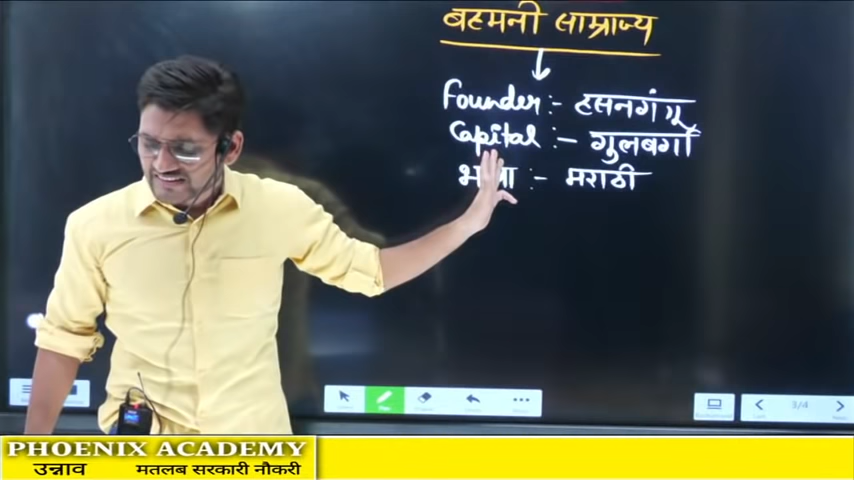 बहमनी साम्राज्य
Founder :- हसनगंगू
Capital :- गुलबर्गा
:- मराठी
3/4
PHOENIX ACADEMY
उन्नाव मतलब सरकारी नौकरी